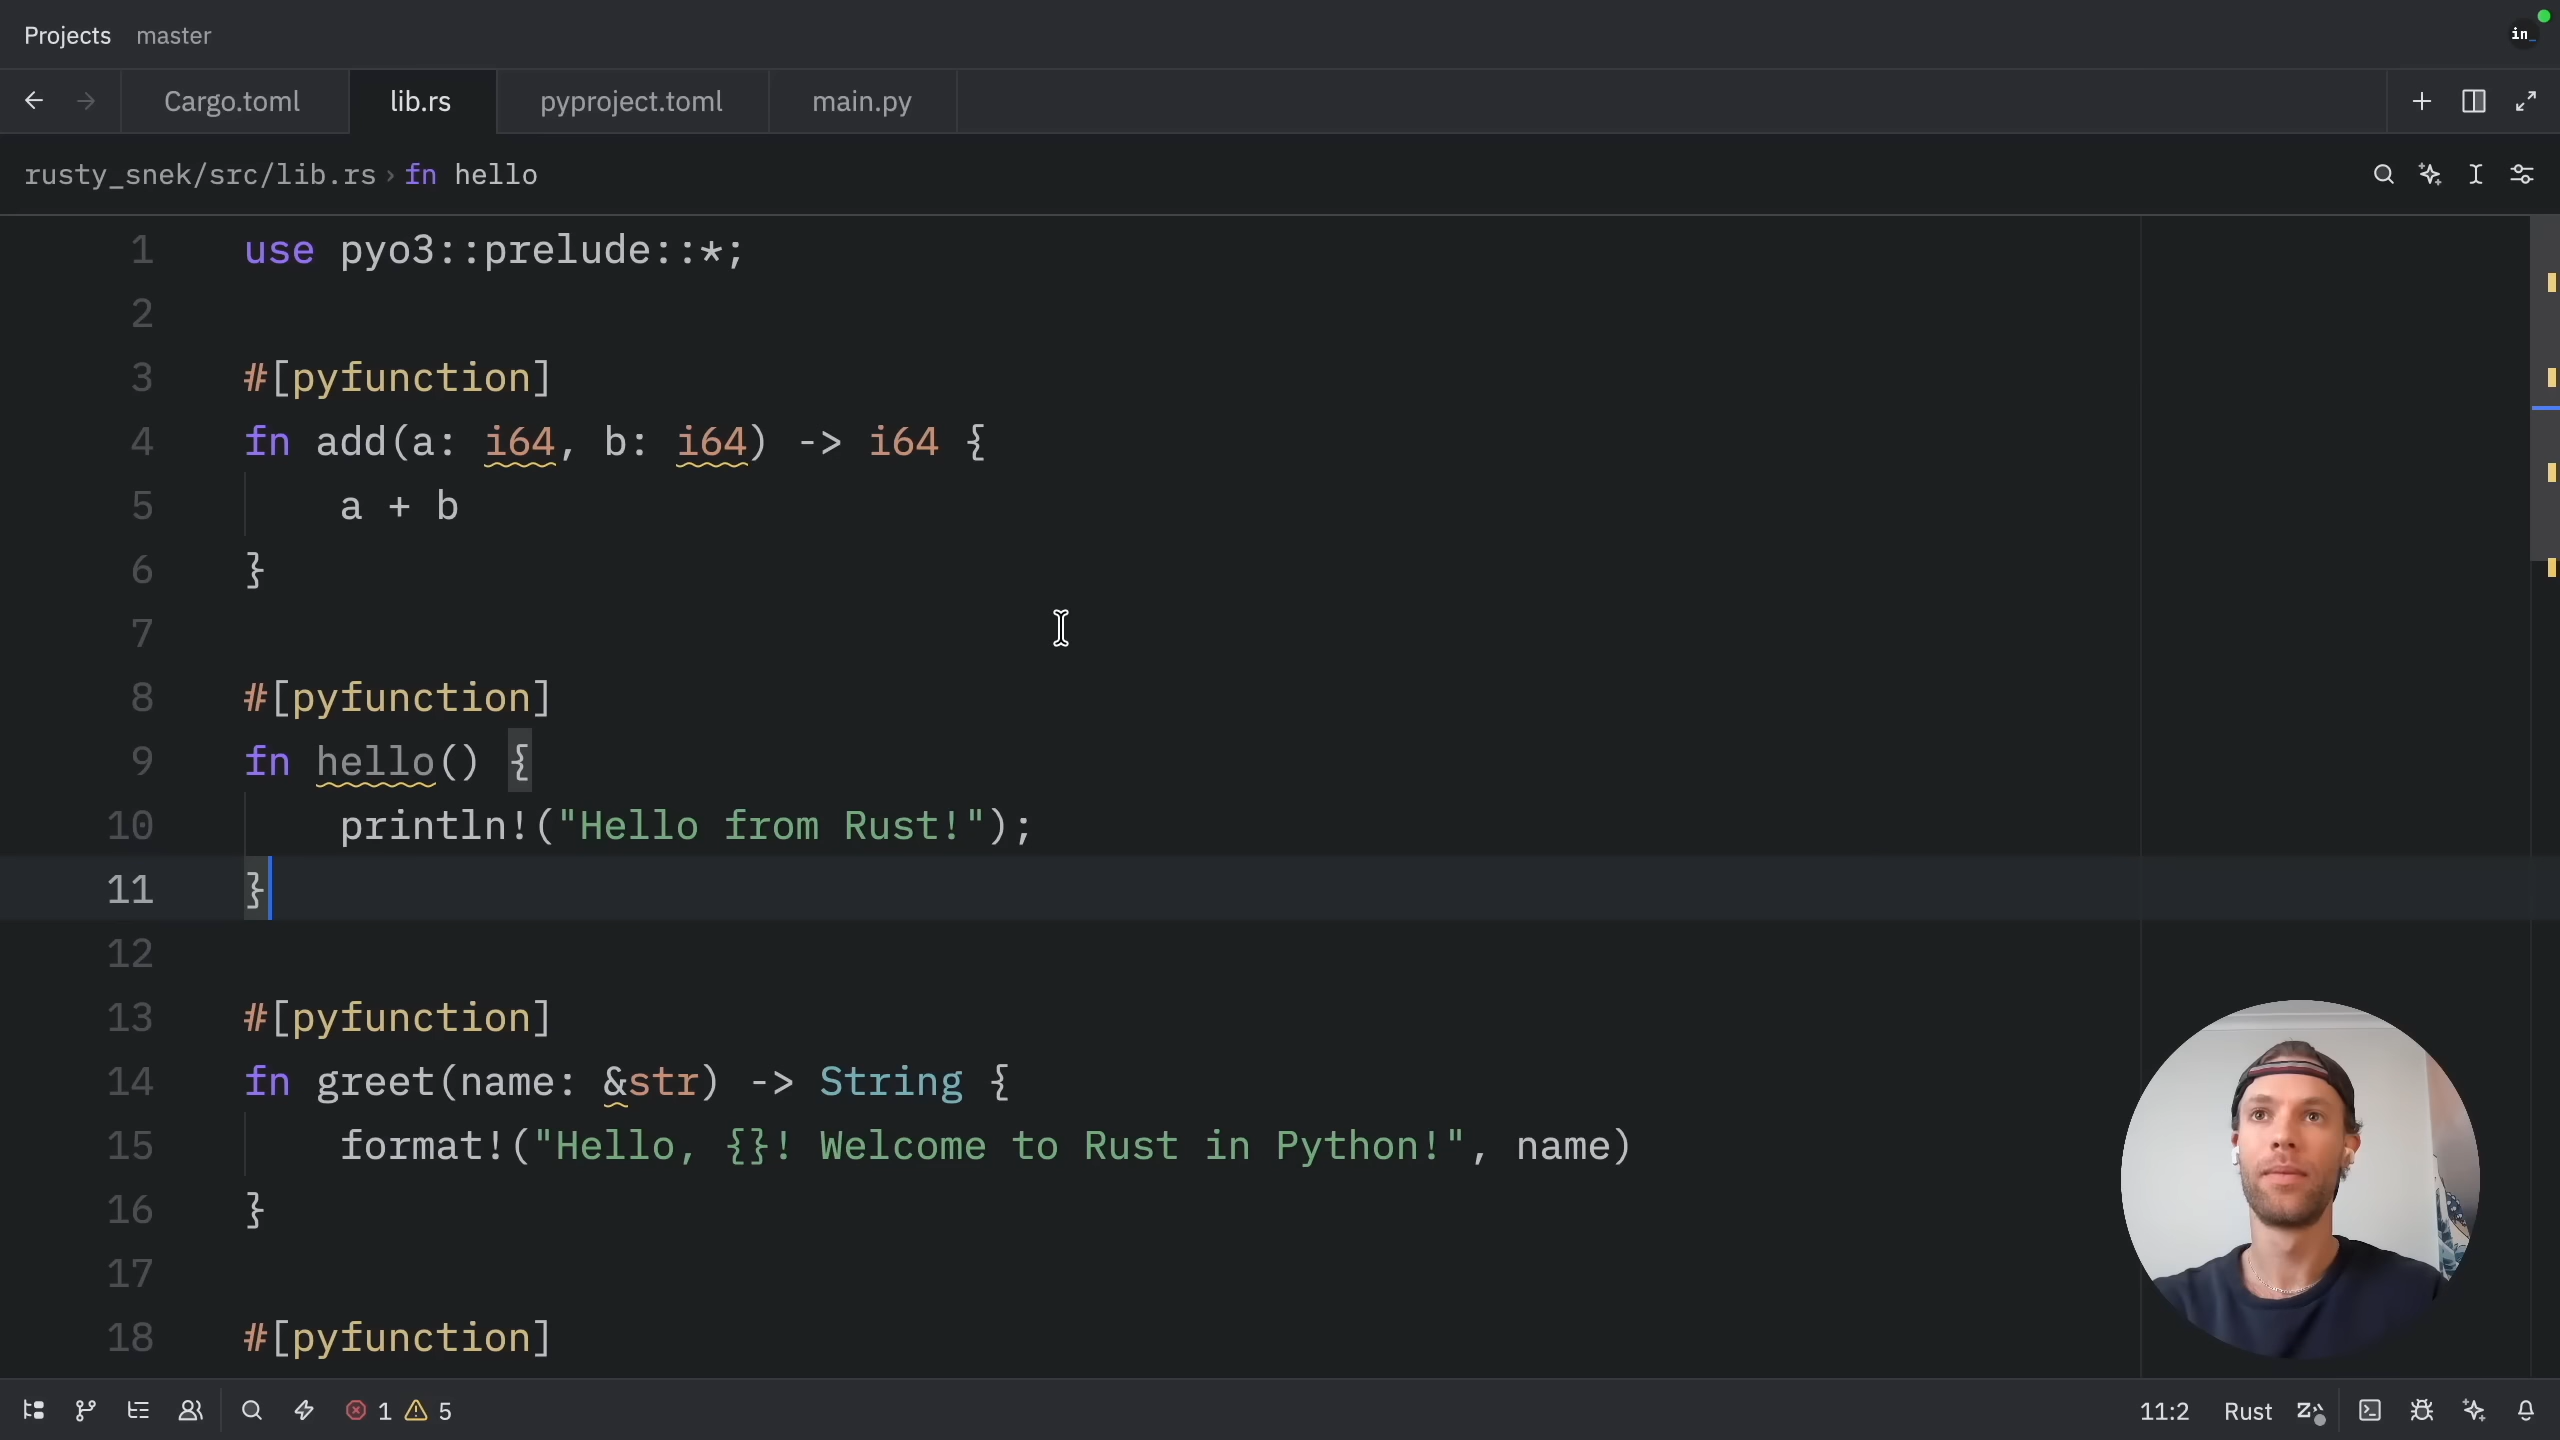 Projects master
in_
Cargo.toml lib.rs pyproject.toml main.py
rusty_snek/src/lib.rs › fn hello
1 use pyo3::prelude::*;
2
3 #[pyfunction]
4 fn add(a: i64, b: i64) -> i64 {
5 a + b
6 }
7
8 #[pyfunction]
9 fn hello() {
10 println!("Hello from Rust!");
11 }
12
13 #[pyfunction]
14 fn greet(name: &str) -> String {
15 format!("Hello, {}! Welcome to Rust in Python!", name)
16 }
17
18 #[pyfunction]
1 5 11:2 Rust